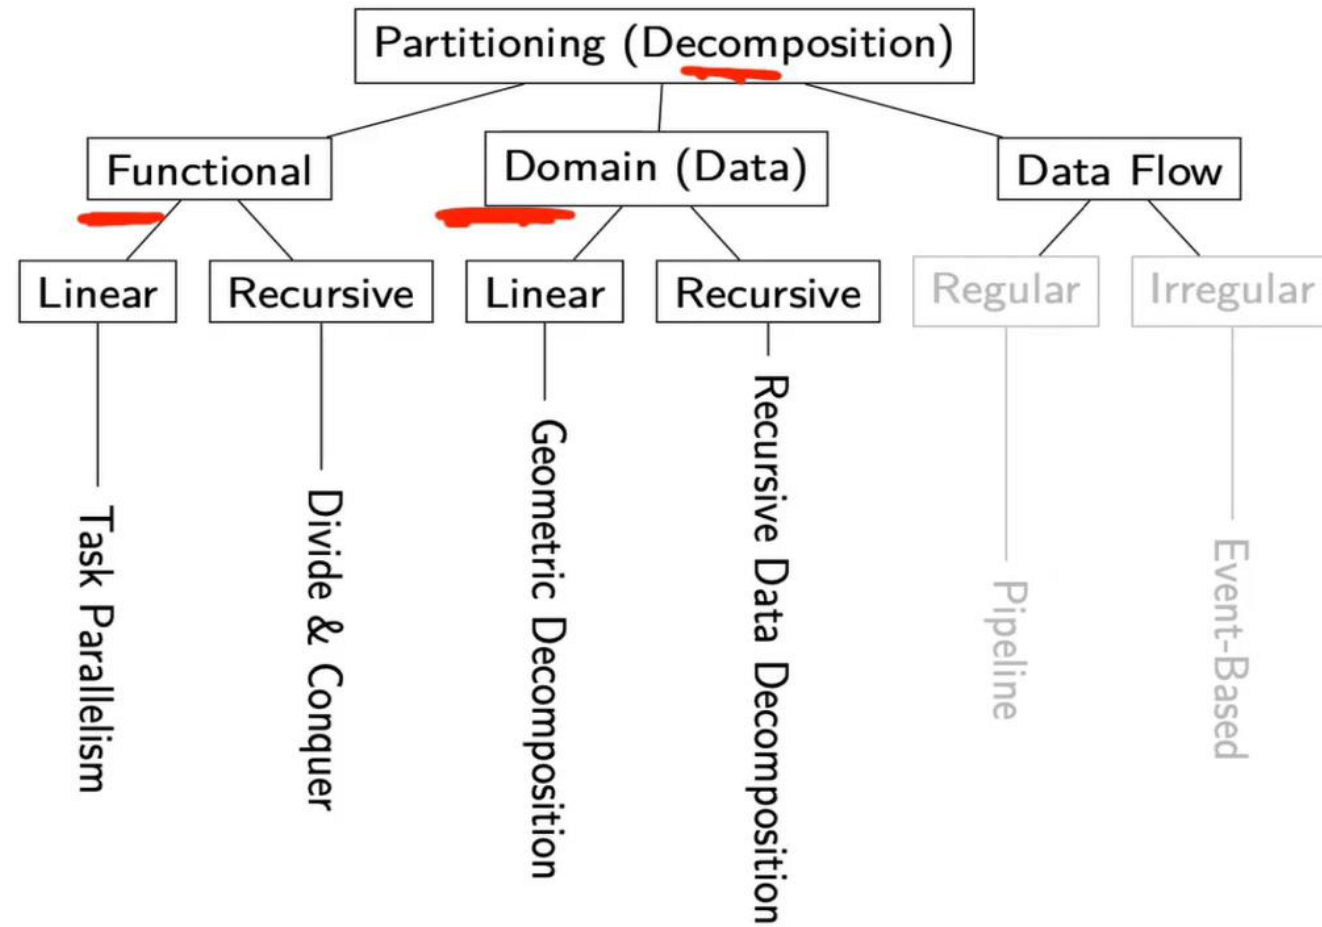 Partitioning (Decomposition)
Functional
Domain (Data)
Data Flow
Linear
Recursive
Linear
Recursive
Regular
Irregular
Task Parallelism
Divide & Conquer
Geometric Decomposition
Recursive Data Decomposition
Pipeline
Event-Based